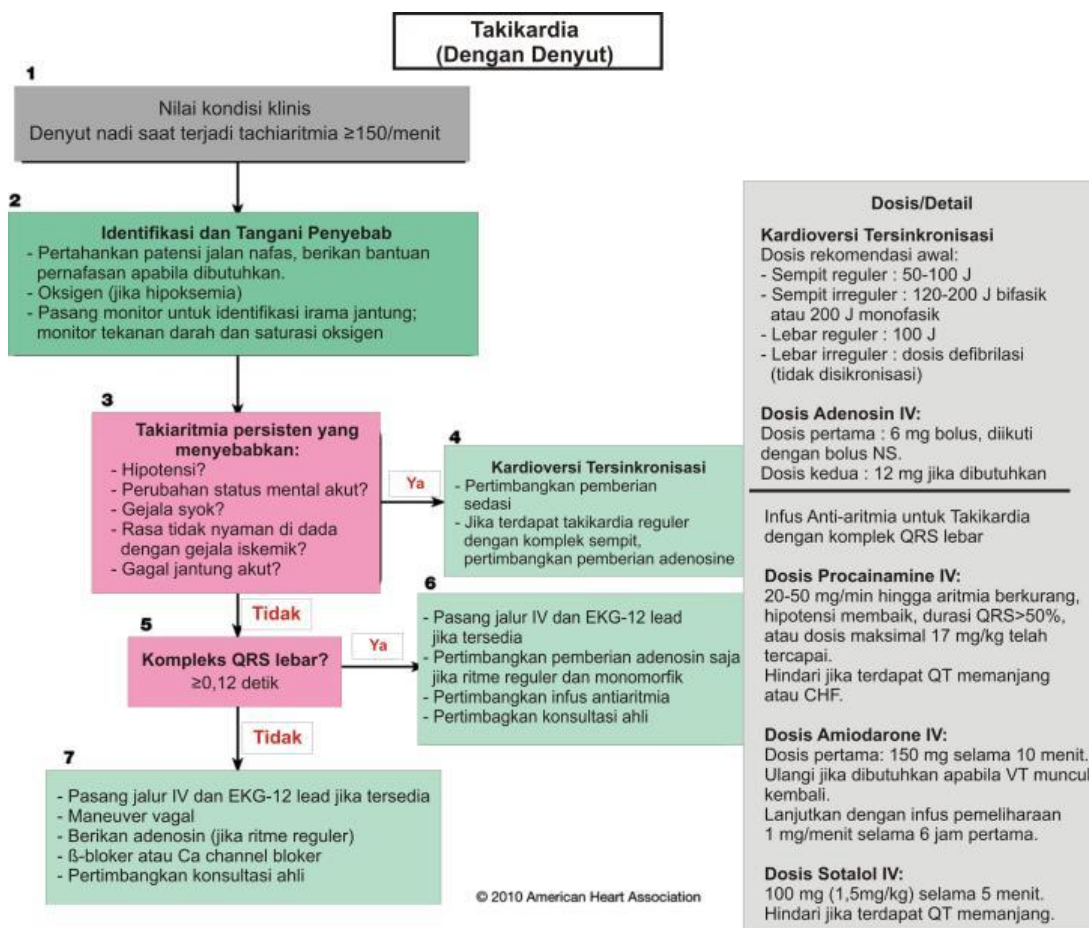 Takikardia
(Dengan Denyut)
1
Nilai kondisi klinis
Denyut nadi saat terjadi tachiaritmia ≥150/menit
2
Identifikasi dan Tangani Penyebab
- Pertahankan patensi jalan nafas, berikan bantuan
pernafasan apabila dibutuhkan.
- Oksigen (jika hipoksemia)
- Pasang monitor untuk identifikasi irama jantung;
monitor tekanan darah dan saturasi oksigen
3
Takiaritmia persisten yang
menyebabkan:
- Hipotensi?
- Perubahan status mental akut?
- Gejala syok?
- Rasa tidak nyaman di dada
dengan gejala iskemik?
- Gagal jantung akut?
Ya
4
Kardioversi Tersinkronisasi
- Pertimbangkan pemberian
sedasi
- Jika terdapat takikardia reguler
dengan komplek sempit,
pertimbangkan pemberian adenosine
Tidak
5
Kompleks QRS lebar?
≥0,12 detik
Ya
6
- Pasang jalur IV dan EKG-12 lead
jika tersedia
- Pertimbangkan pemberian adenosin saja
jika ritme reguler dan monomorfik
- Pertimbangkan infus antiaritmia
- Pertimbagkan konsultasi ahli
Tidak
7
- Pasang jalur IV dan EKG-12 lead jika tersedia
- Maneuver vagal
- Berikan adenosin (jika ritme reguler)
- ß-bloker atau Ca channel bloker
- Pertimbangkan konsultasi ahli
© 2010 American Heart Association
Dosis/Detail
Kardioversi Tersinkronisasi
Dosis rekomendasi awal:
- Sempit reguler : 50-100 J
- Sempit irreguler : 120-200 J bifasik
atau 200 J monofasik
- Lebar reguler : 100 J
- Lebar irreguler : dosis defibrilasi
(tidak disikronisasi)
Dosis Adenosin IV:
Dosis pertama : 6 mg bolus, diikuti
dengan bolus NS.
Dosis kedua : 12 mg jika dibutuhkan
Infus Anti-aritmia untuk Takikardia
dengan komplek QRS lebar
Dosis Procainamine IV:
20-50 mg/min hingga aritmia berkurang,
hipotensi membaik, durasi QRS>50%,
atau dosis maksimal 17 mg/kg telah
tercapai.
Hindari jika terdapat QT memanjang
atau CHF.
Dosis Amiodarone IV:
Dosis pertama: 150 mg selama 10 menit.
Ulangi jika dibutuhkan apabila VT muncul
kembali.
Lanjutkan dengan infus pemeliharaan
1 mg/menit selama 6 jam pertama.
Dosis Sotalol IV:
100 mg (1,5mg/kg) selama 5 menit.
Hindari jika terdapat QT memanjang.